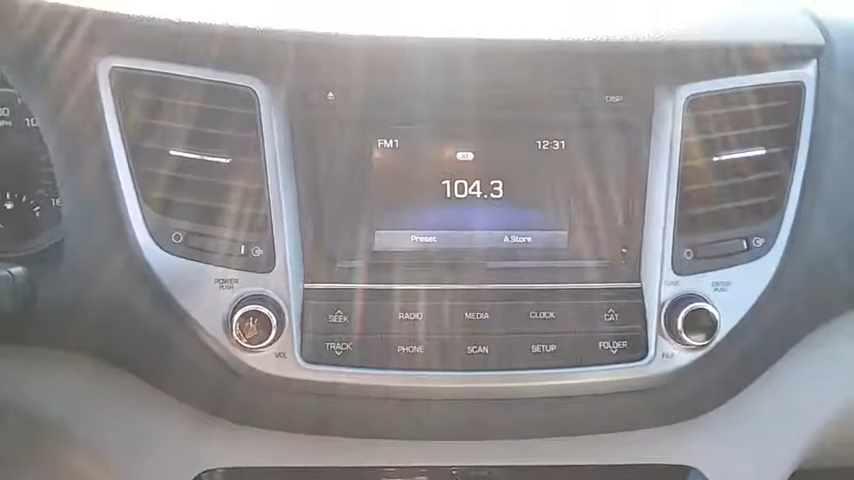 DISP
FM1
12:31
104.3
Preset
A.Store
POWER
PUSH
VOL
SEEK
TRACK
RADIO
MEDIA
CLOCK
CAT
PHONE
SCAN
SETUP
FOLDER
TUNE
ENTER
PUSH
FILE